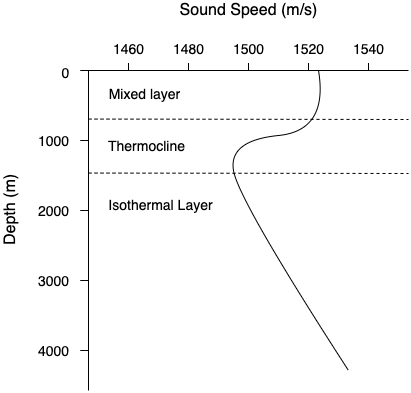 Sound Speed (m/s)
1460 1480 1500 1520 1540
0
Mixed layer
1000
Thermocline
2000
Isothermal Layer
3000
4000
Depth (m)